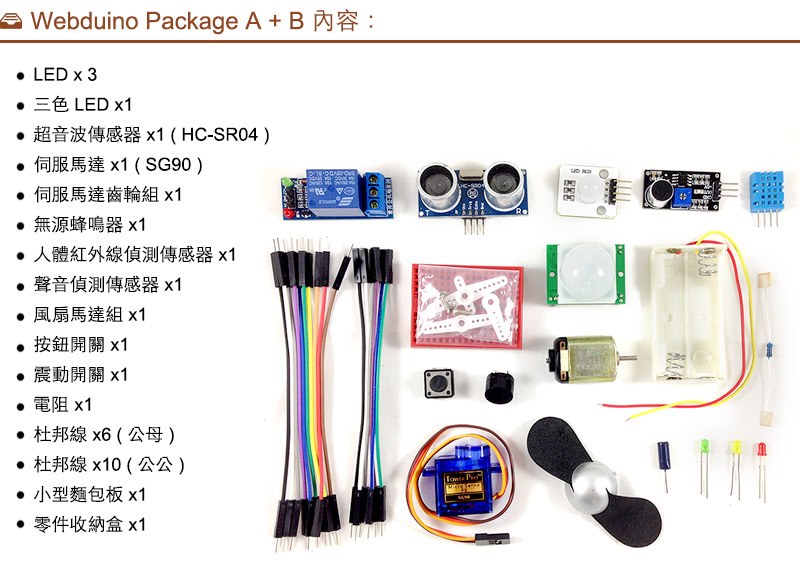 Webduino Package A + B 內容：
LED x 3
三色 LED x1
超音波傳感器 x1 ( HC-SR04 )
伺服馬達 x1 ( SG90 )
伺服馬達齒輪組 x1
無源蜂鳴器 x1
人體紅外線偵測傳感器 x1
聲音偵測傳感器 x1
風扇馬達組 x1
按鈕開關 x1
震動開關 x1
電阻 x1
杜邦線 x6 ( 公母 )
杜邦線 x10 ( 公公 )
小型麵包板 x1
零件收納盒 x1
HC-SR04
T
R
LED RGB
SONGLE
Tower Pro
Micro Servo
SG90